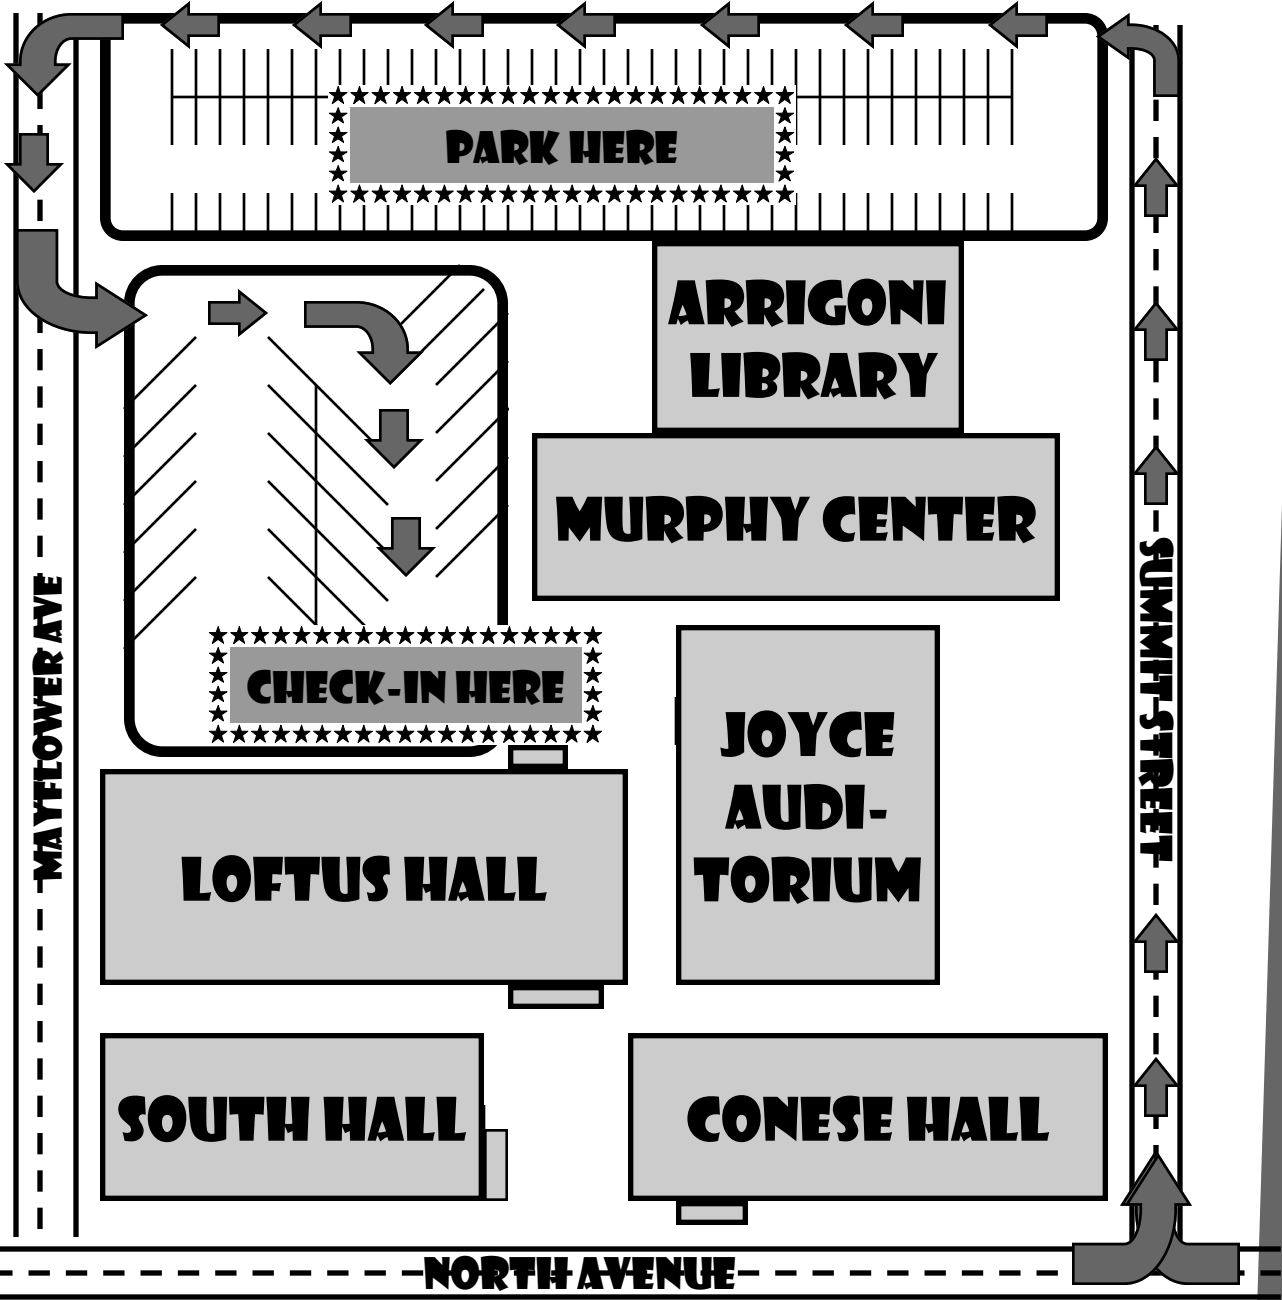 PARK HERE
ARRIGONI
LIBRARY
MURPHY CENTER
CHECK-IN HERE
JOYCE
AUDI-
TORIUM
MAYFLOWER AVE
SUMMIT STREET
LOFTUS HALL
SOUTH HALL
CONESE HALL
NORTH AVENUE